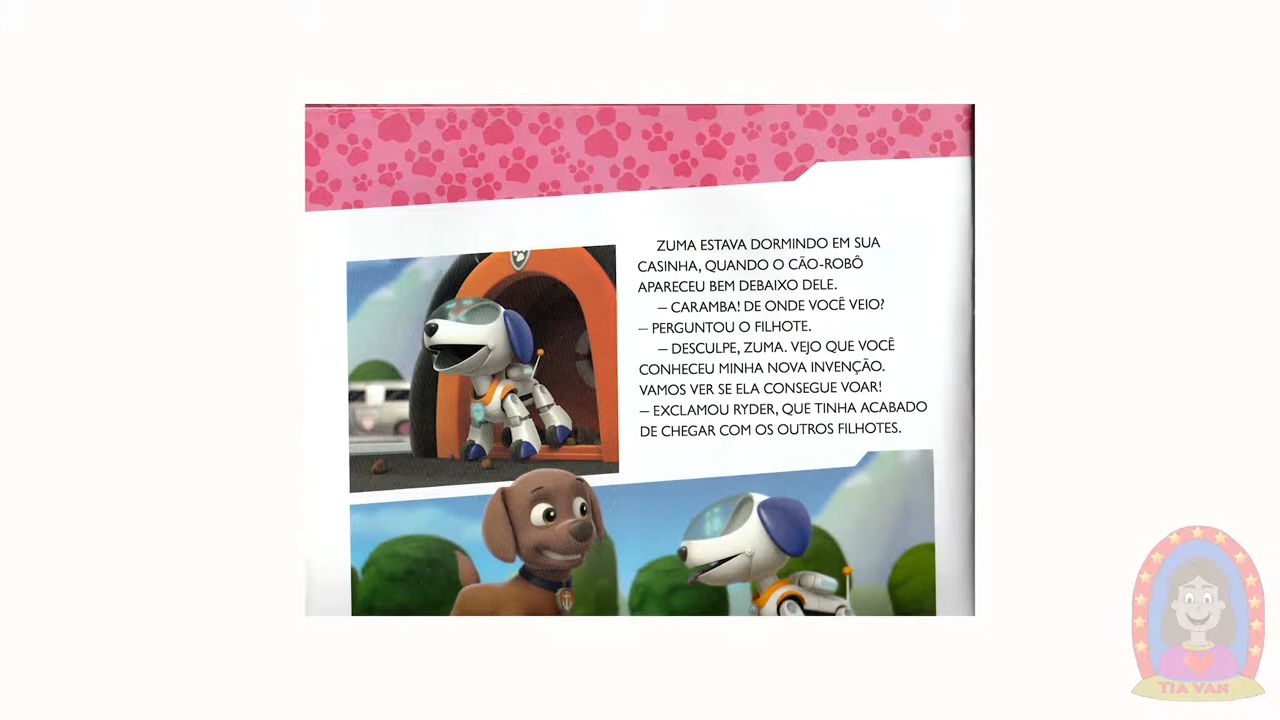 ZUMA ESTAVA DORMINDO EM SUA
CASINHA, QUANDO O CÃO-ROBÔ
APARECEU BEM DEBAIXO DELE.
– CARAMBA! DE ONDE VOCÊ VEIO?
– PERGUNTOU O FILHOTE.
– DESCULPE, ZUMA. VEJO QUE VOCÊ
CONHECEU MINHA NOVA INVENÇÃO.
VAMOS VER SE ELA CONSEGUE VOAR!
– EXCLAMOU RYDER, QUE TINHA ACABADO
DE CHEGAR COM OS OUTROS FILHOTES.
TIA VAN